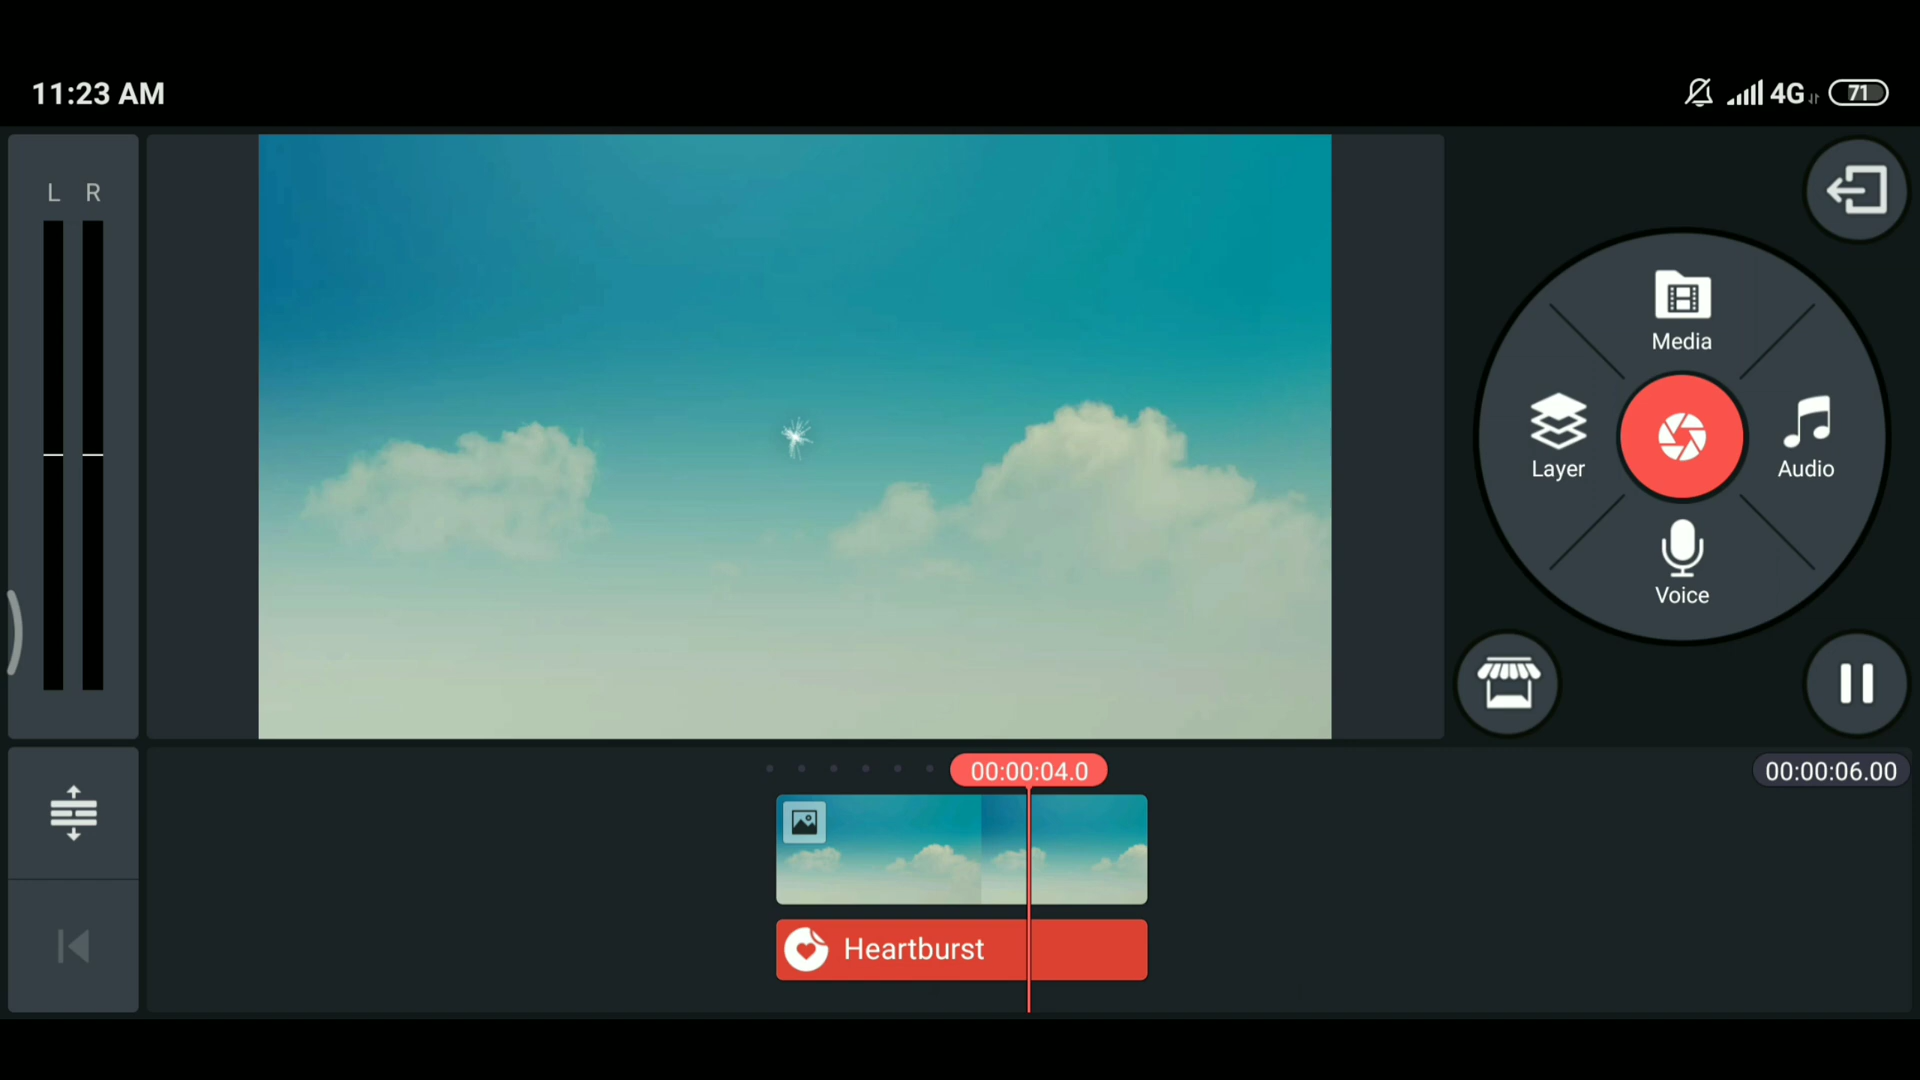 11:23 AM
4G 71
L R
Media
Layer
Audio
Voice
00:00:04.0
00:00:06.00
Heartburst